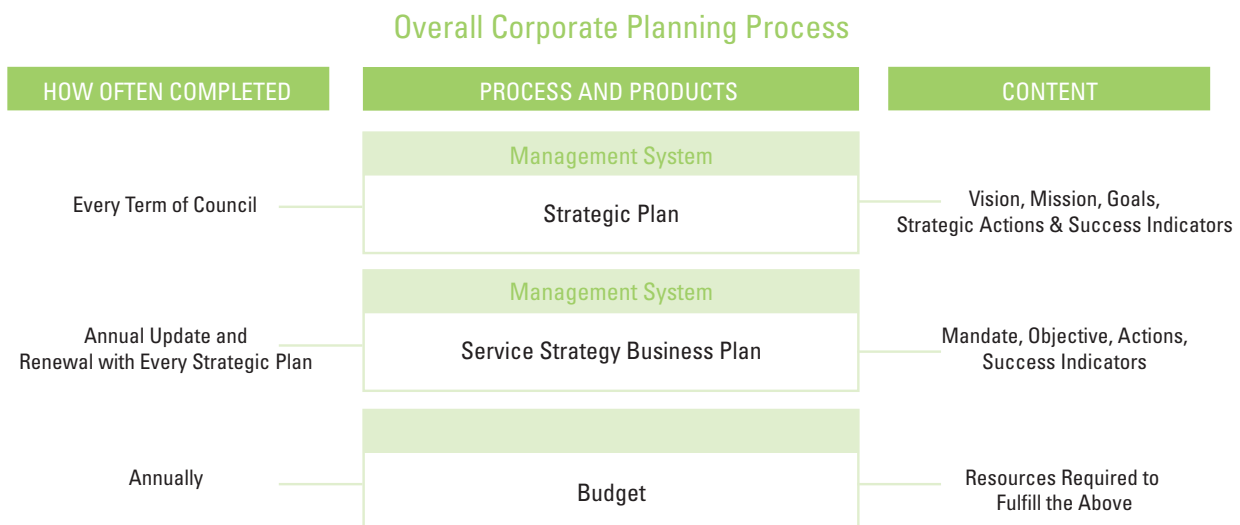 Overall Corporate Planning Process
HOW OFTEN COMPLETED
PROCESS AND PRODUCTS
CONTENT
Management System
Every Term of Council
Strategic Plan
Vision, Mission, Goals,
Strategic Actions & Success Indicators
Management System
Annual Update and
Renewal with Every Strategic Plan
Service Strategy Business Plan
Mandate, Objective, Actions,
Success Indicators
Annually
Budget
Resources Required to
Fulfill the Above